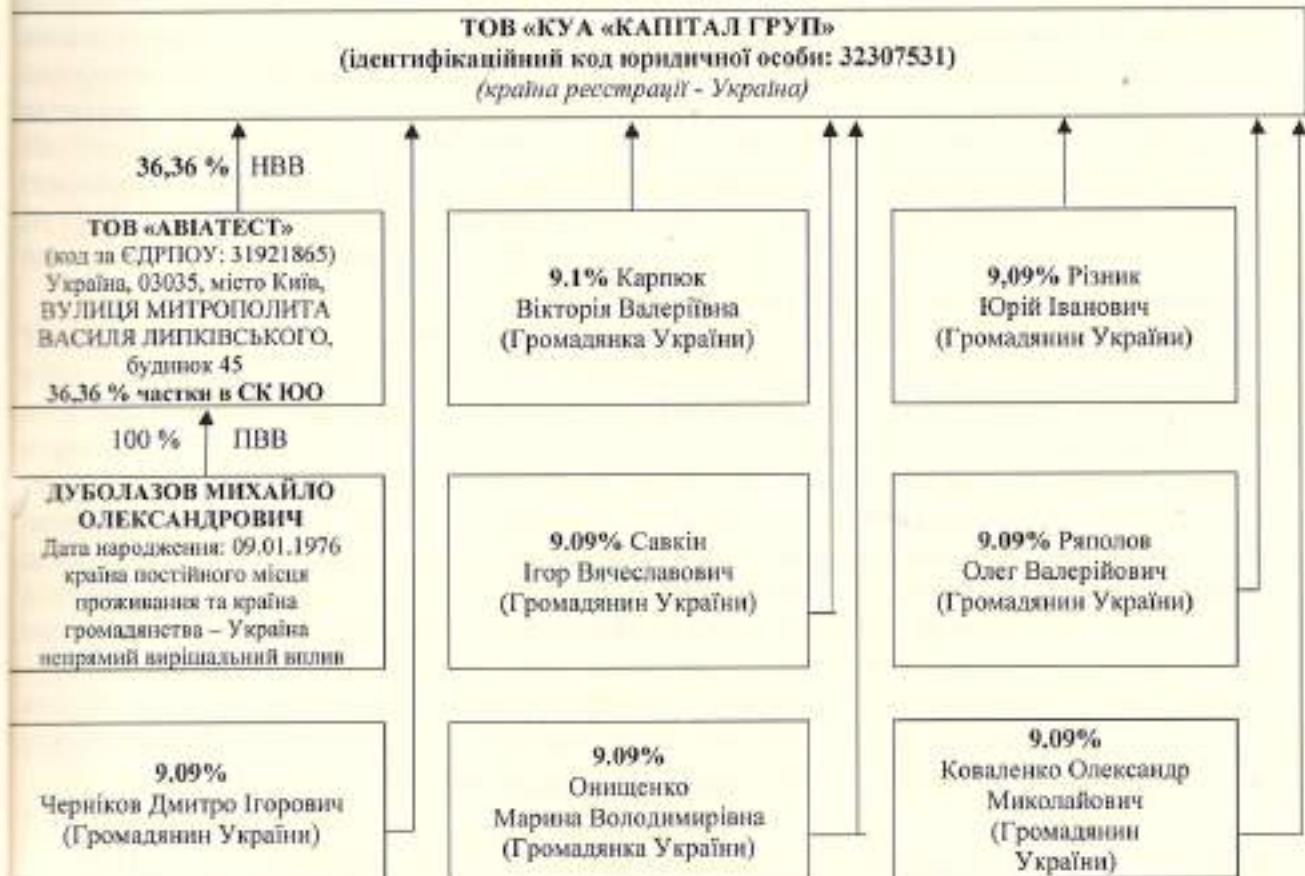 ТОВ «КУА «КАПІТАЛ ГРУП»
(ідентифікаційний код юридичної особи: 32307531)
(країна реєстрації - Україна)
36,36 % НВВ
ТОВ «АВІАТЕСТ»
(код за ЄДРПОУ: 31921865)
Україна, 03035, місто Київ,
ВУЛИЦЯ МИТРОПОЛИТА
ВАСИЛЯ ЛИПКІВСЬКОГО,
будинок 45
36,36 % частки в СК ЮО
9.1% Карпюк
Вікторія Валеріївна
(Громадянка України)
9,09% Різник
Юрій Іванович
(Громадянин України)
100 % ПВВ
ДУБОЛАЗОВ МИХАЙЛО
ОЛЕКСАНДРОВИЧ
Дата народження: 09.01.1976
країна постійного місця
проживання та країна
громадянства – Україна
непрямий вирішальний вплив
9.09% Савкін
Ігор Вячеславович
(Громадянин України)
9.09% Ряполов
Олег Валерійович
(Громадянин України)
9.09%
Черніков Дмитро Ігорович
(Громадянин України)
9.09%
Онищенко
Марина Володимирівна
(Громадянка України)
9.09%
Коваленко Олександр
Миколайович
(Громадянин
України)